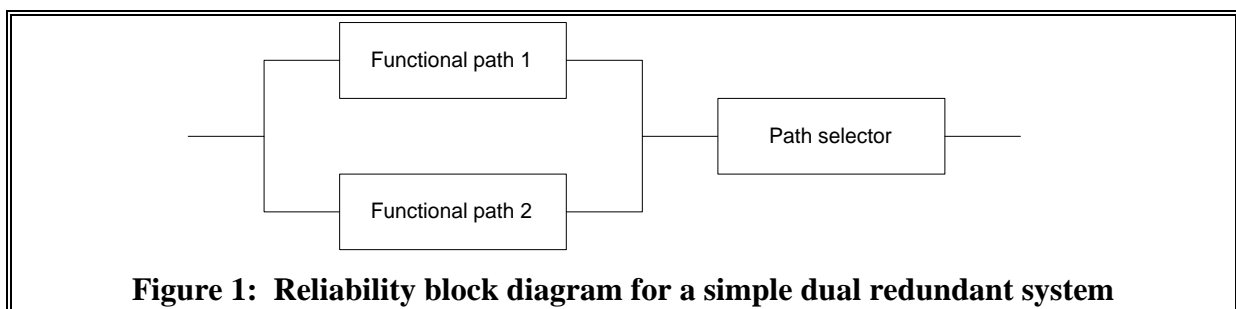 Functional path 1
Path selector
Functional path 2
Figure 1: Reliability block diagram for a simple dual redundant system